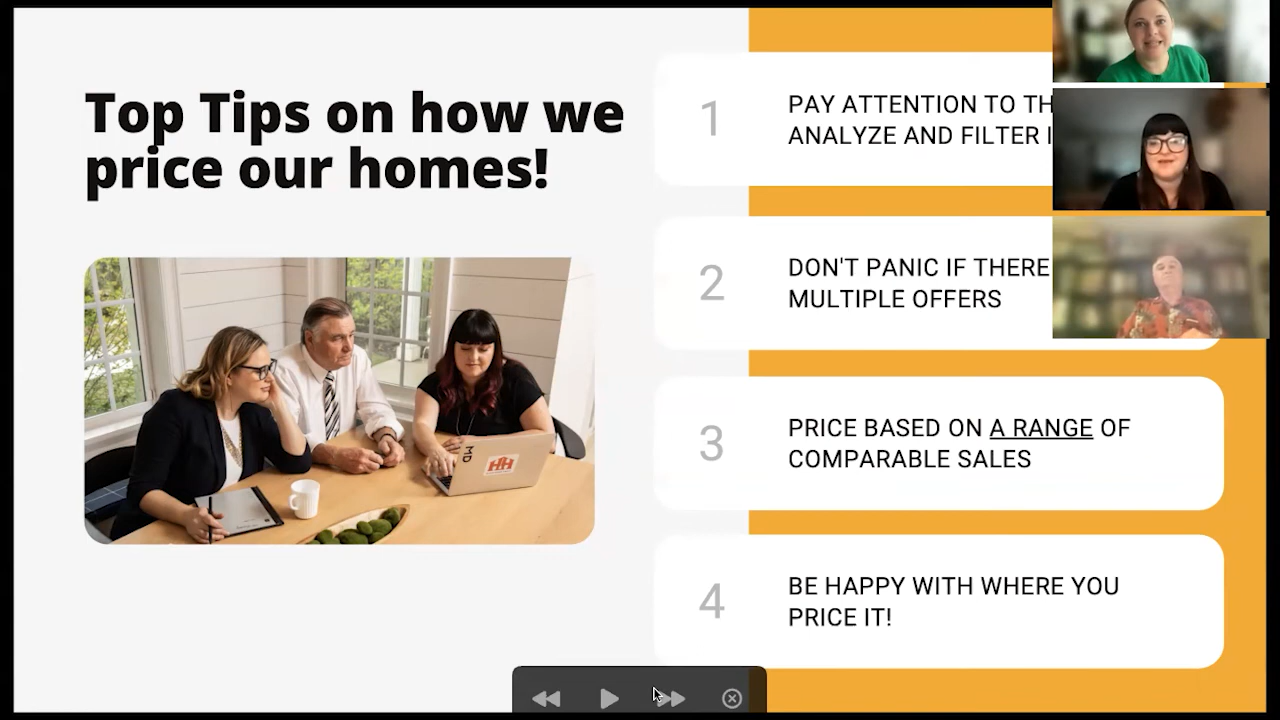 Top Tips on how we
price our homes!
1
PAY ATTENTION TO
ANALYZE AND FILTER
2
DON'T PANIC IF THERE
MULTIPLE OFFERS
3
PRICE BASED ON A RANGE OF
COMPARABLE SALES
4
BE HAPPY WITH WHERE YOU
PRICE IT!
MD
HH